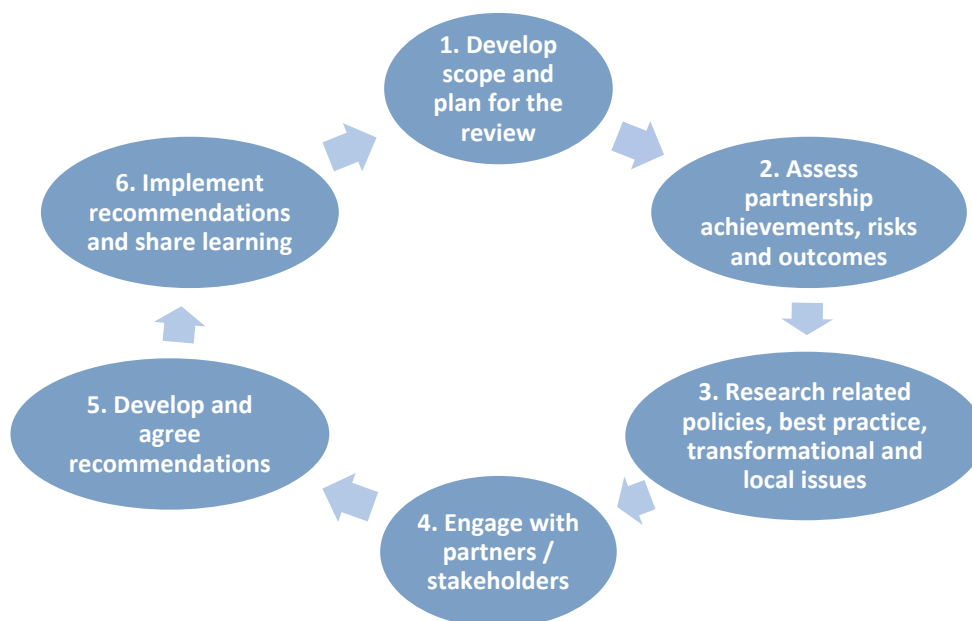 1. Develop
scope and
plan for the
review
2. Assess
partnership
achievements, risks
and outcomes
3. Research related
policies, best practice,
transformational and
local issues
4. Engage with
partners /
stakeholders
5. Develop and
agree
recommendations
6. Implement
recommendations
and share learning